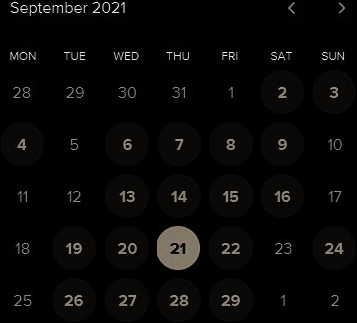 September 2021
MON TUE WED THU FRI SAT SUN
28 29 30 31 1 2 3
4 5 6 7 8 9 10
11 12 13 14 15 16 17
18 19 20 21 22 23 24
25 26 27 28 29 1 2